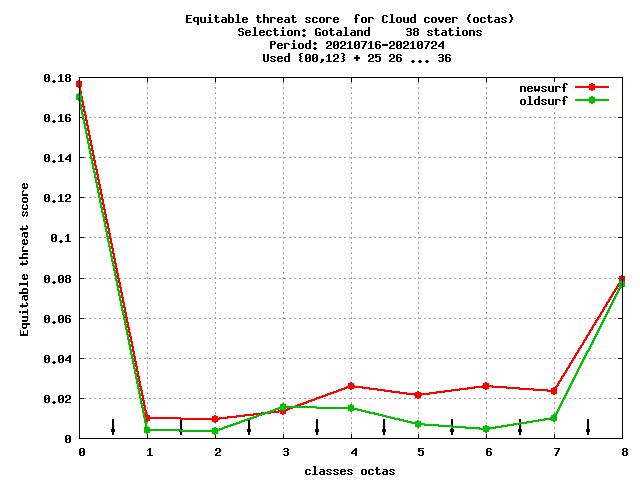 Equitable threat score  for Cloud cover (octas)
Selection: Gotaland     38 stations
Period: 20210716-20210724
Used {00,12} + 25 26 ... 36
newsurf
oldsurf
0.18
0.16
0.14
0.12
0.1
0.08
0.06
0.04
0.02
0
Equitable threat score
0 1 2 3 4 5 6 7 8
classes octas